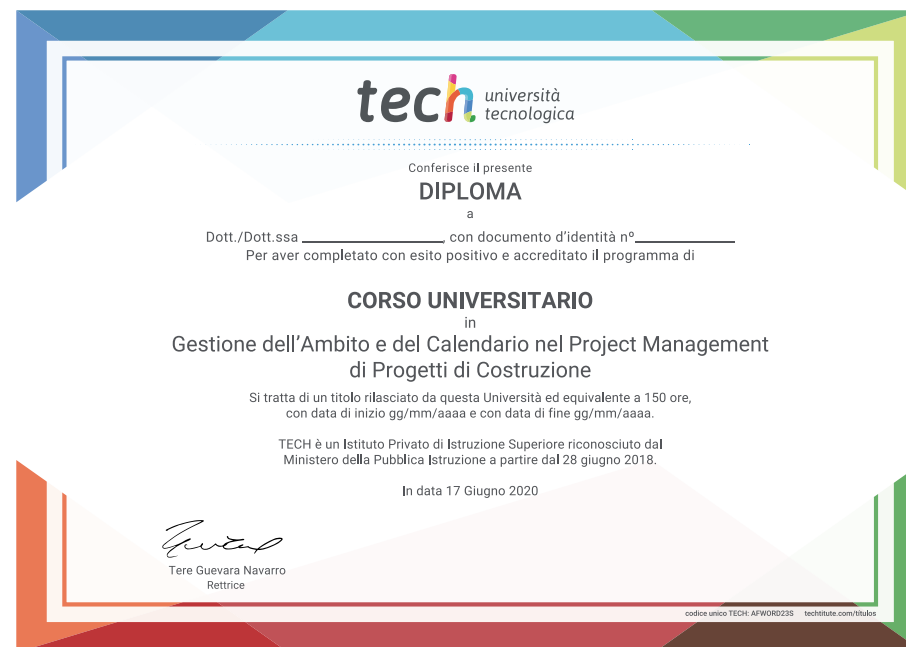 tech università
tecnologica
Conferisce il presente
DIPLOMA
a
Dott./Dott.ssa ____________________, con documento d'identità nº______________
Per aver completato con esito positivo e accreditato il programma di
CORSO UNIVERSITARIO
in
Gestione dell'Ambito e del Calendario nel Project Management
di Progetti di Costruzione
Si tratta di un titolo rilasciato da questa Università ed equivalente a 150 ore,
con data di inizio gg/mm/aaaa e con data di fine gg/mm/aaaa.
TECH è un Istituto Privato di Istruzione Superiore riconosciuto dal
Ministero della Pubblica Istruzione a partire dal 28 giugno 2018.
In data 17 Giugno 2020
Tere Guevara Navarro
Rettrice
codice unico TECH: AFWORD23S techtitute.com/titulos